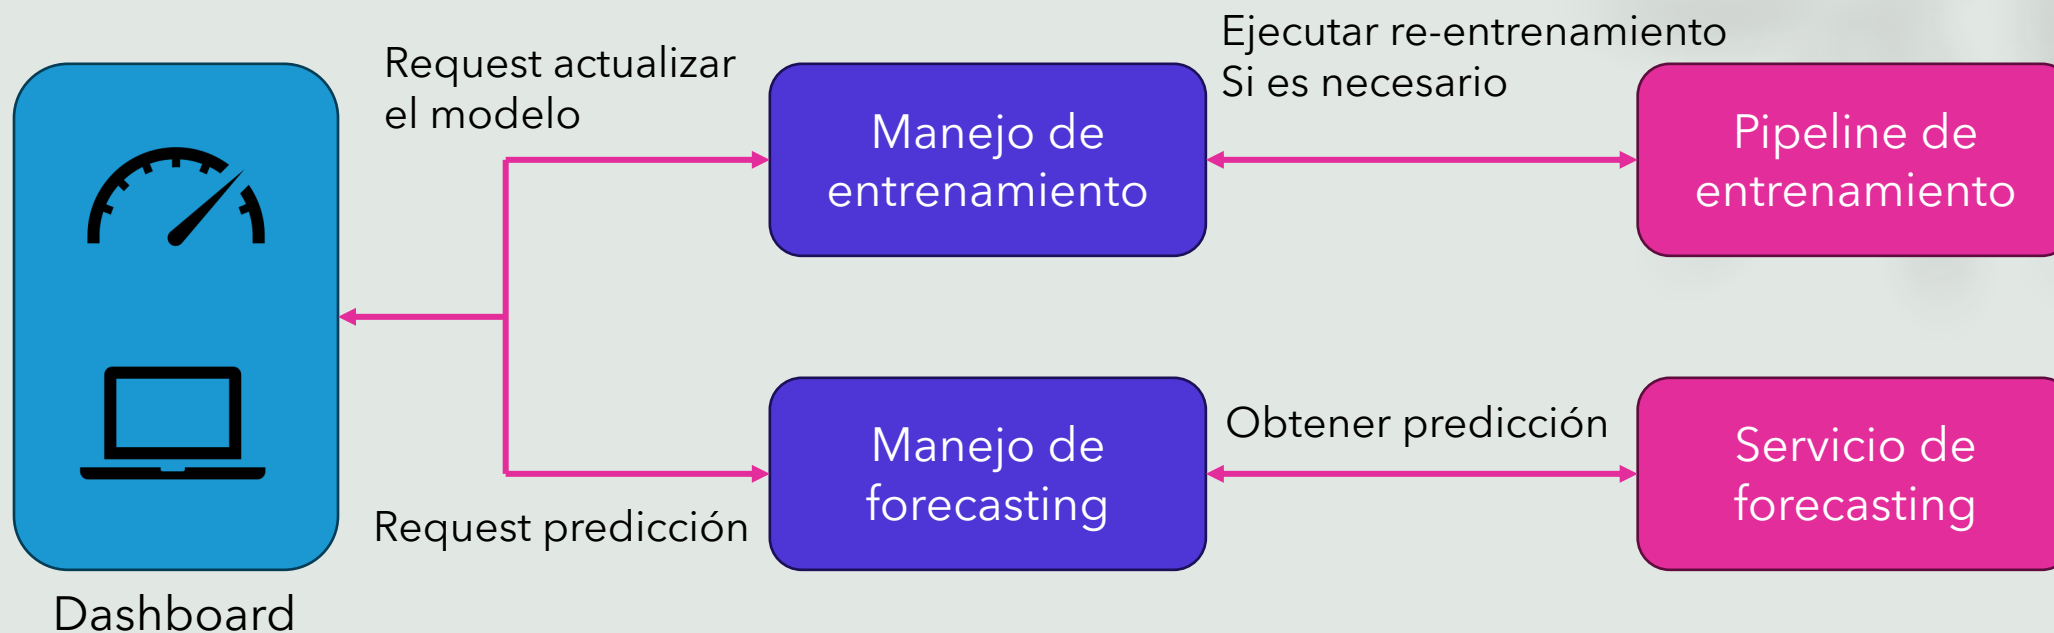 Request actualizar
el modelo
Manejo de
entrenamiento
Ejecutar re-entrenamiento
Si es necesario
Pipeline de
entrenamiento
Request predicción
Manejo de
forecasting
Obtener predicción
Servicio de
forecasting
Dashboard